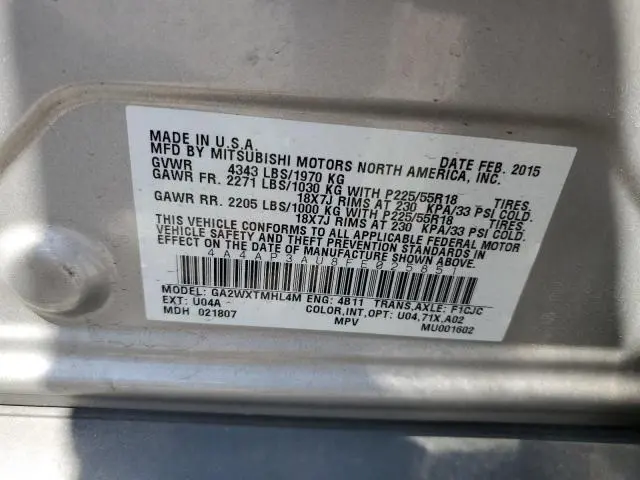 MADE IN U.S.A. DATE FEB. 2015
MFD BY MITSUBISHI MOTORS NORTH AMERICA, INC.
GVWR 4343 LBS/1970 KG
GAWR FR. 2271 LBS/1030 KG WITH P225/55R18 TIRES,
18X7J RIMS AT 230 KPA/33 PSI COLD.
GAWR RR. 2205 LBS/1000 KG WITH P225/55R18 TIRES,
18X7J RIMS AT 230 KPA/33 PSI COLD.
THIS VEHICLE CONFORMS TO ALL APPLICABLE FEDERAL MOTOR
VEHICLE SAFETY AND THEFT PREVENTION STANDARDS IN
EFFECT ON THE DATE OF MANUFACTURE SHOWN ABOVE.
4A4AP3AU8FE025851
MODEL: GA2WXTMHL4M ENG: 4B11 TRANS,AXLE: F1CJC
EXT: U04A COLOR,INT,OPT: U04,71X,A02
MDH 021807 MPV MU001602